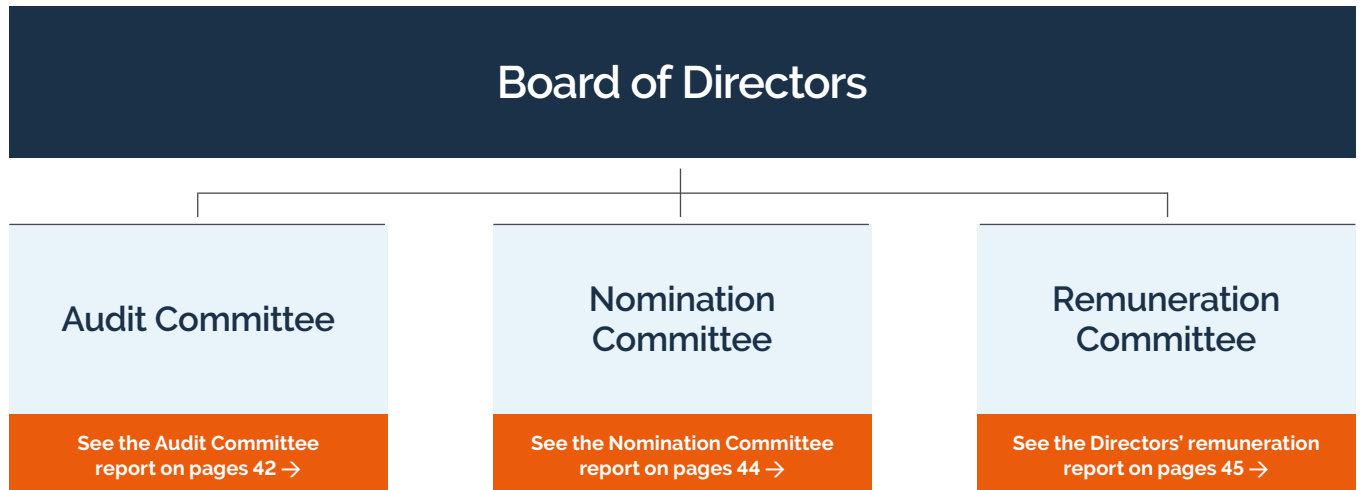 Board of Directors
Audit Committee
Nomination
Committee
Remuneration
Committee
See the Audit Committee
report on pages 42 →
See the Nomination Committee
report on pages 44 →
See the Directors’ remuneration
report on pages 45 →